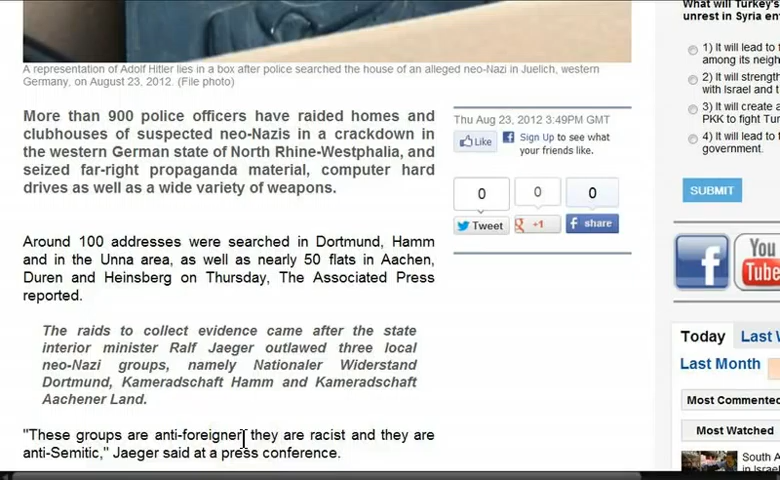 A representation of Adolf Hitler lies in a box after police searched the house of an alleged neo-Nazi in Juelich, western
Germany, on August 23, 2012. (File photo)
More than 900 police officers have raided homes and
clubhouses of suspected neo-Nazis in a crackdown in
the western German state of North Rhine-Westphalia, and
seized far-right propaganda material, computer hard
drives as well as a wide variety of weapons.
Around 100 addresses were searched in Dortmund, Hamm
and in the Unna area, as well as nearly 50 flats in Aachen,
Duren and Heinsberg on Thursday, The Associated Press
reported.
The raids to collect evidence came after the state
interior minister Ralf Jaeger outlawed three local
neo-Nazi groups, namely Nationaler Widerstand
Dortmund, Kameradschaft Hamm and Kameradschaft
Aachener Land.
"These groups are anti-foreigner, they are racist and they are
anti-Semitic," Jaeger said at a press conference.
Thu Aug 23, 2012 3:49PM GMT
Like
Sign Up to see what
your friends like.
0 0 0
Tweet +1 share
What will Turkey's
unrest in Syria en
1) It will lead to
among its neigh
2) It will strength
with Israel and t
3) It will create a
PKK to fight Tur
4) It will lead to
government.
SUBMIT
You
Tube
Today Last W
Last Month
Most Commented
Most Watched
South A
in Israel